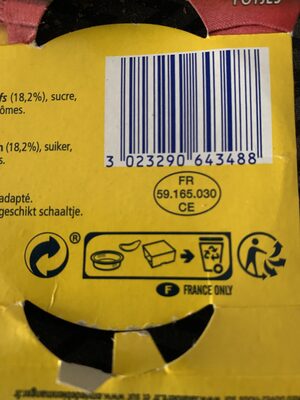 POTSES
fs (18,2%), sucre,
ômes.
n (18,2%), suiker,
s.
3 023290 643488
FR
59.165.030
CE
adapté.
geschikt schaaltje.
®
F FRANCE ONLY